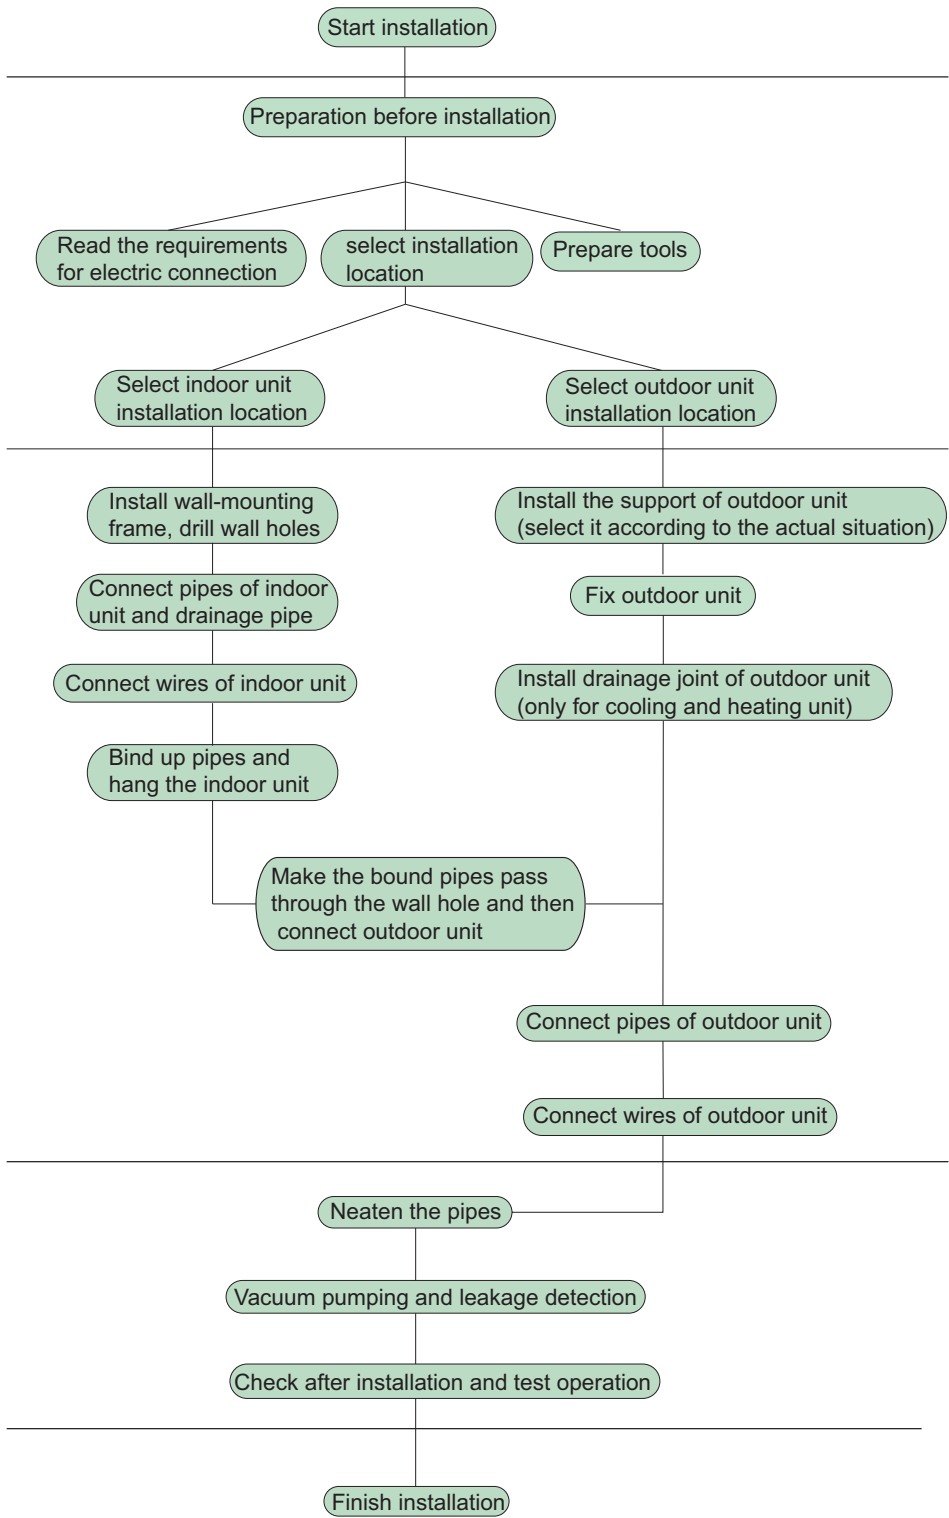 Start installation
Preparation before installation
Read the requirements
for electric connection
select installation
location
Prepare tools
Select indoor unit
installation location
Select outdoor unit
installation location
Install wall-mounting
frame, drill wall holes
Install the support of outdoor unit
(select it according to the actual situation)
Connect pipes of indoor
unit and drainage pipe
Fix outdoor unit
Connect wires of indoor unit
Install drainage joint of outdoor unit
(only for cooling and heating unit)
Bind up pipes and
hang the indoor unit
Make the bound pipes pass
through the wall hole and then
connect outdoor unit
Connect pipes of outdoor unit
Connect wires of outdoor unit
Neaten the pipes
Vacuum pumping and leakage detection
Check after installation and test operation
Finish installation